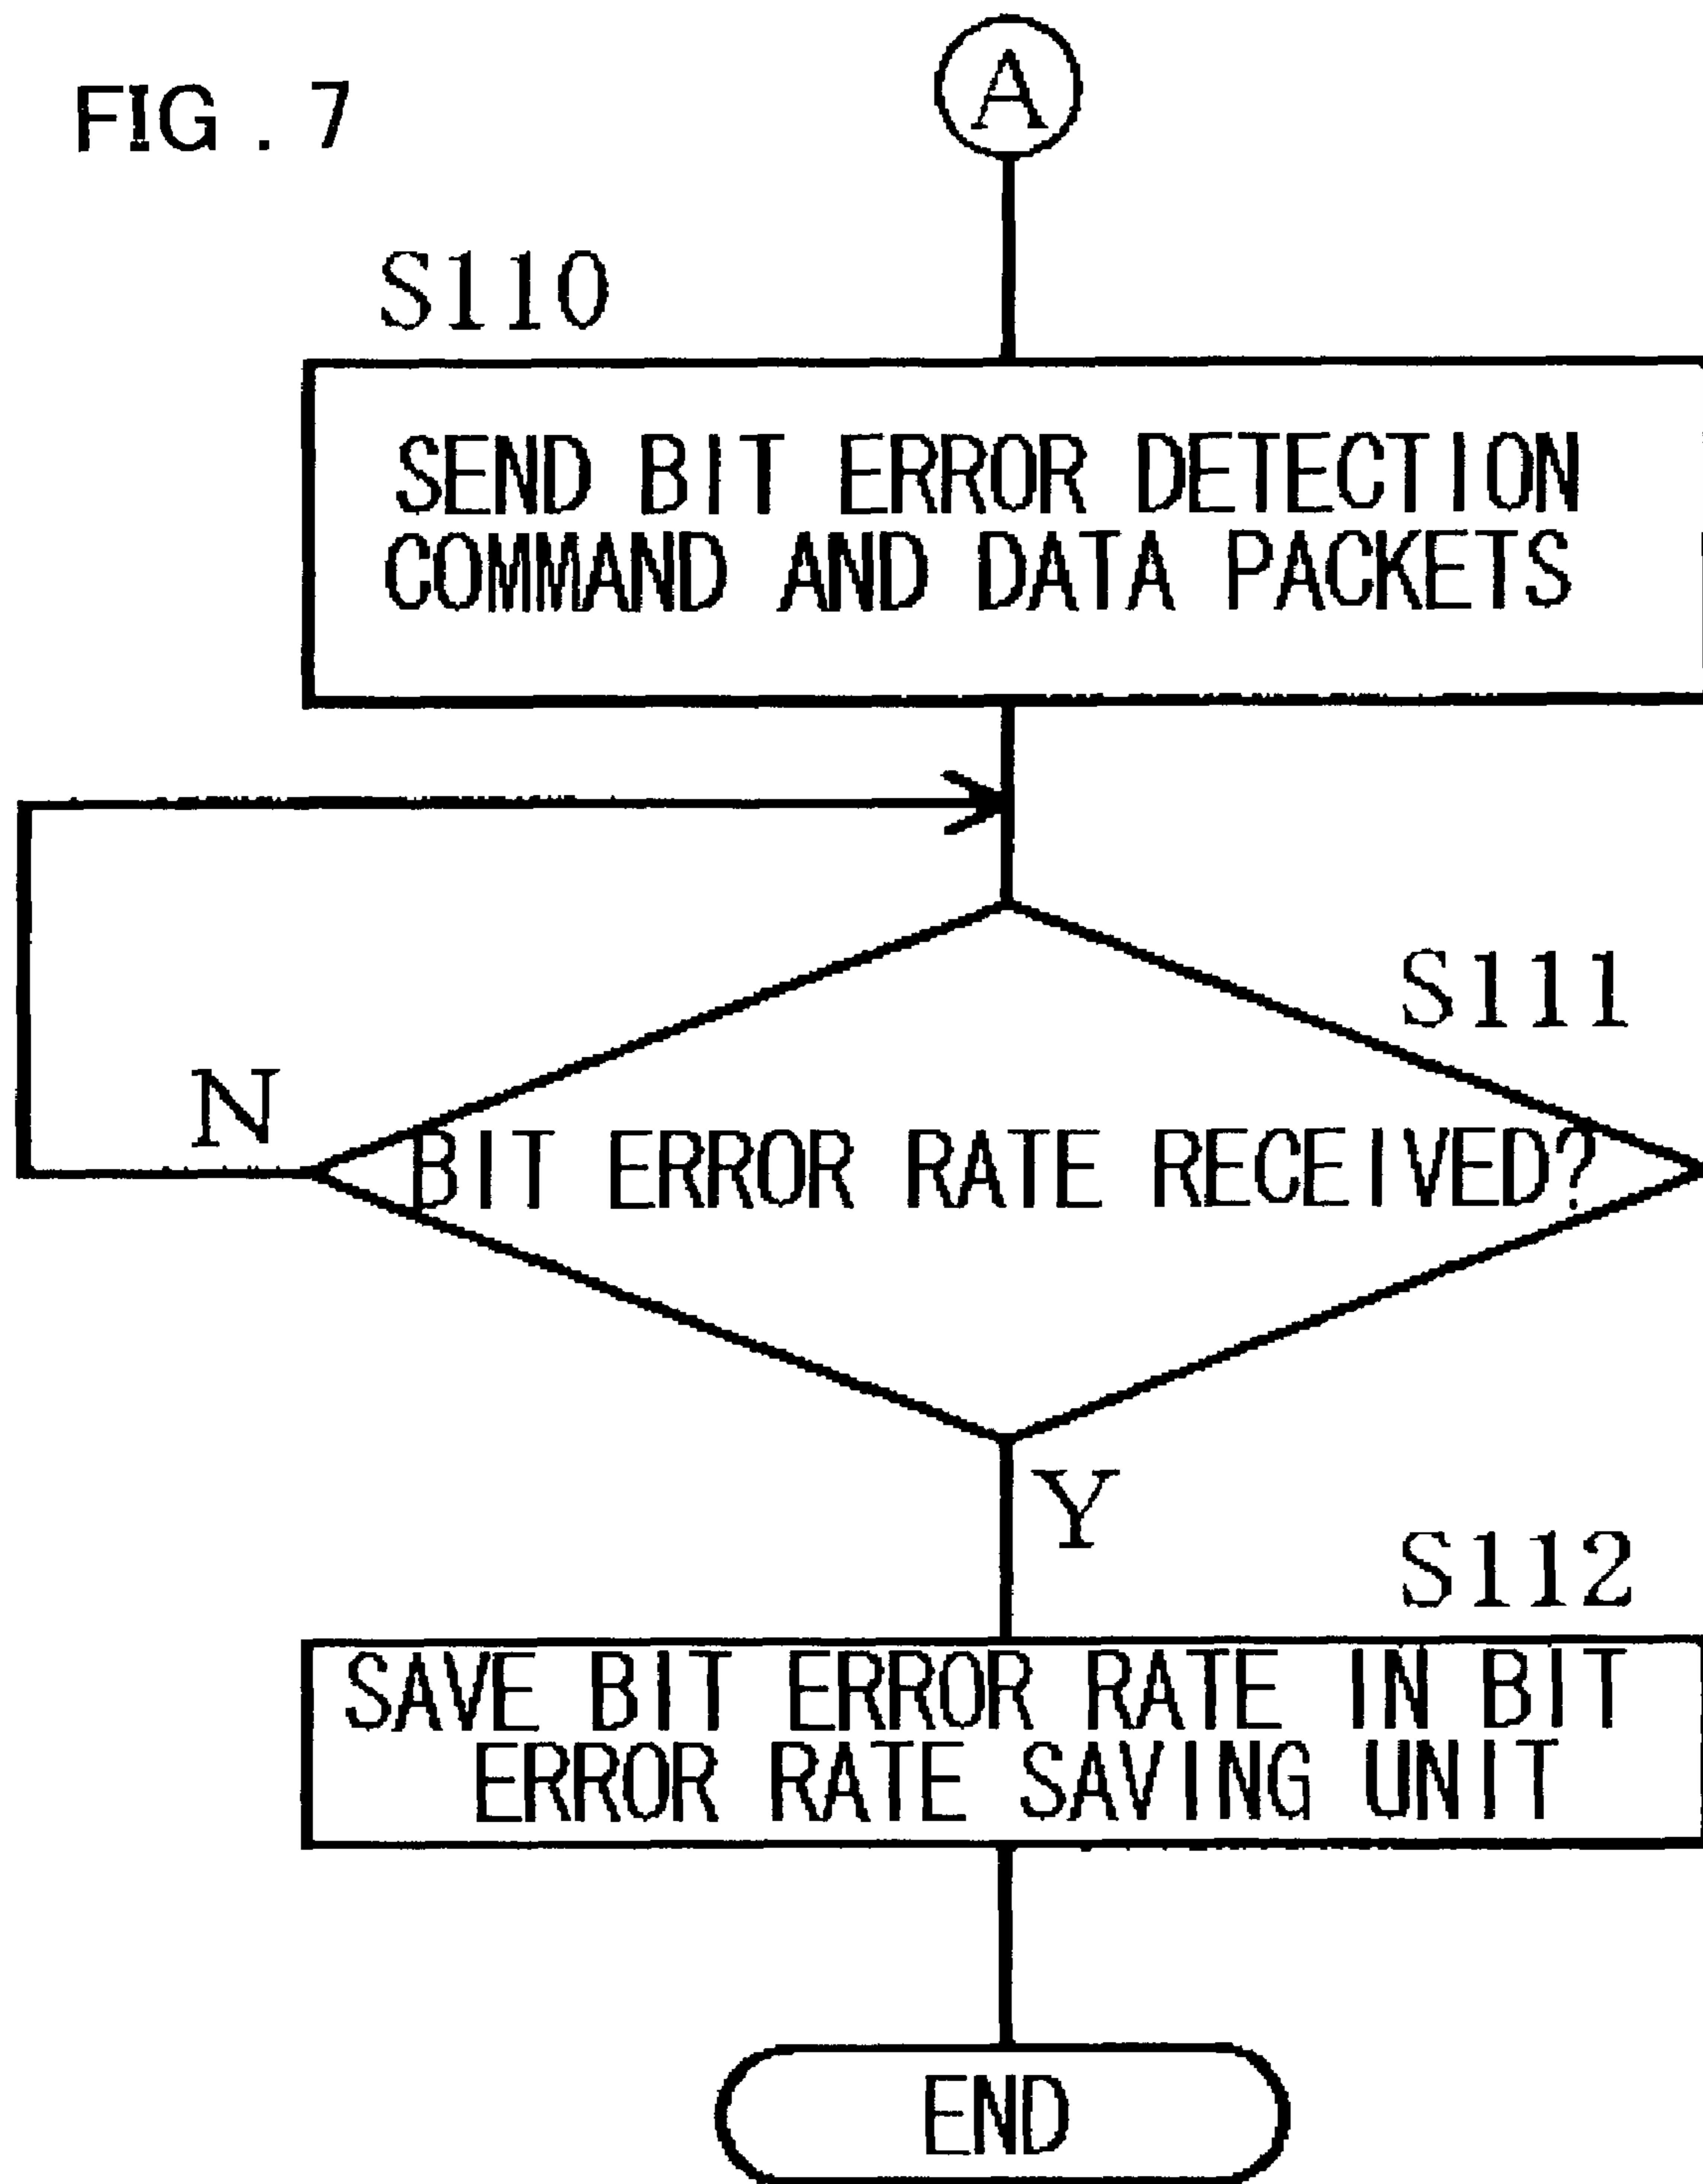 FIG. 7
A
S110
SEND BIT ERROR DETECTION
COMMAND AND DATA PACKETS
S111
N
BIT ERROR RATE RECEIVED?
Y
S112
SAVE BIT ERROR RATE IN BIT
ERROR RATE SAVING UNIT
END